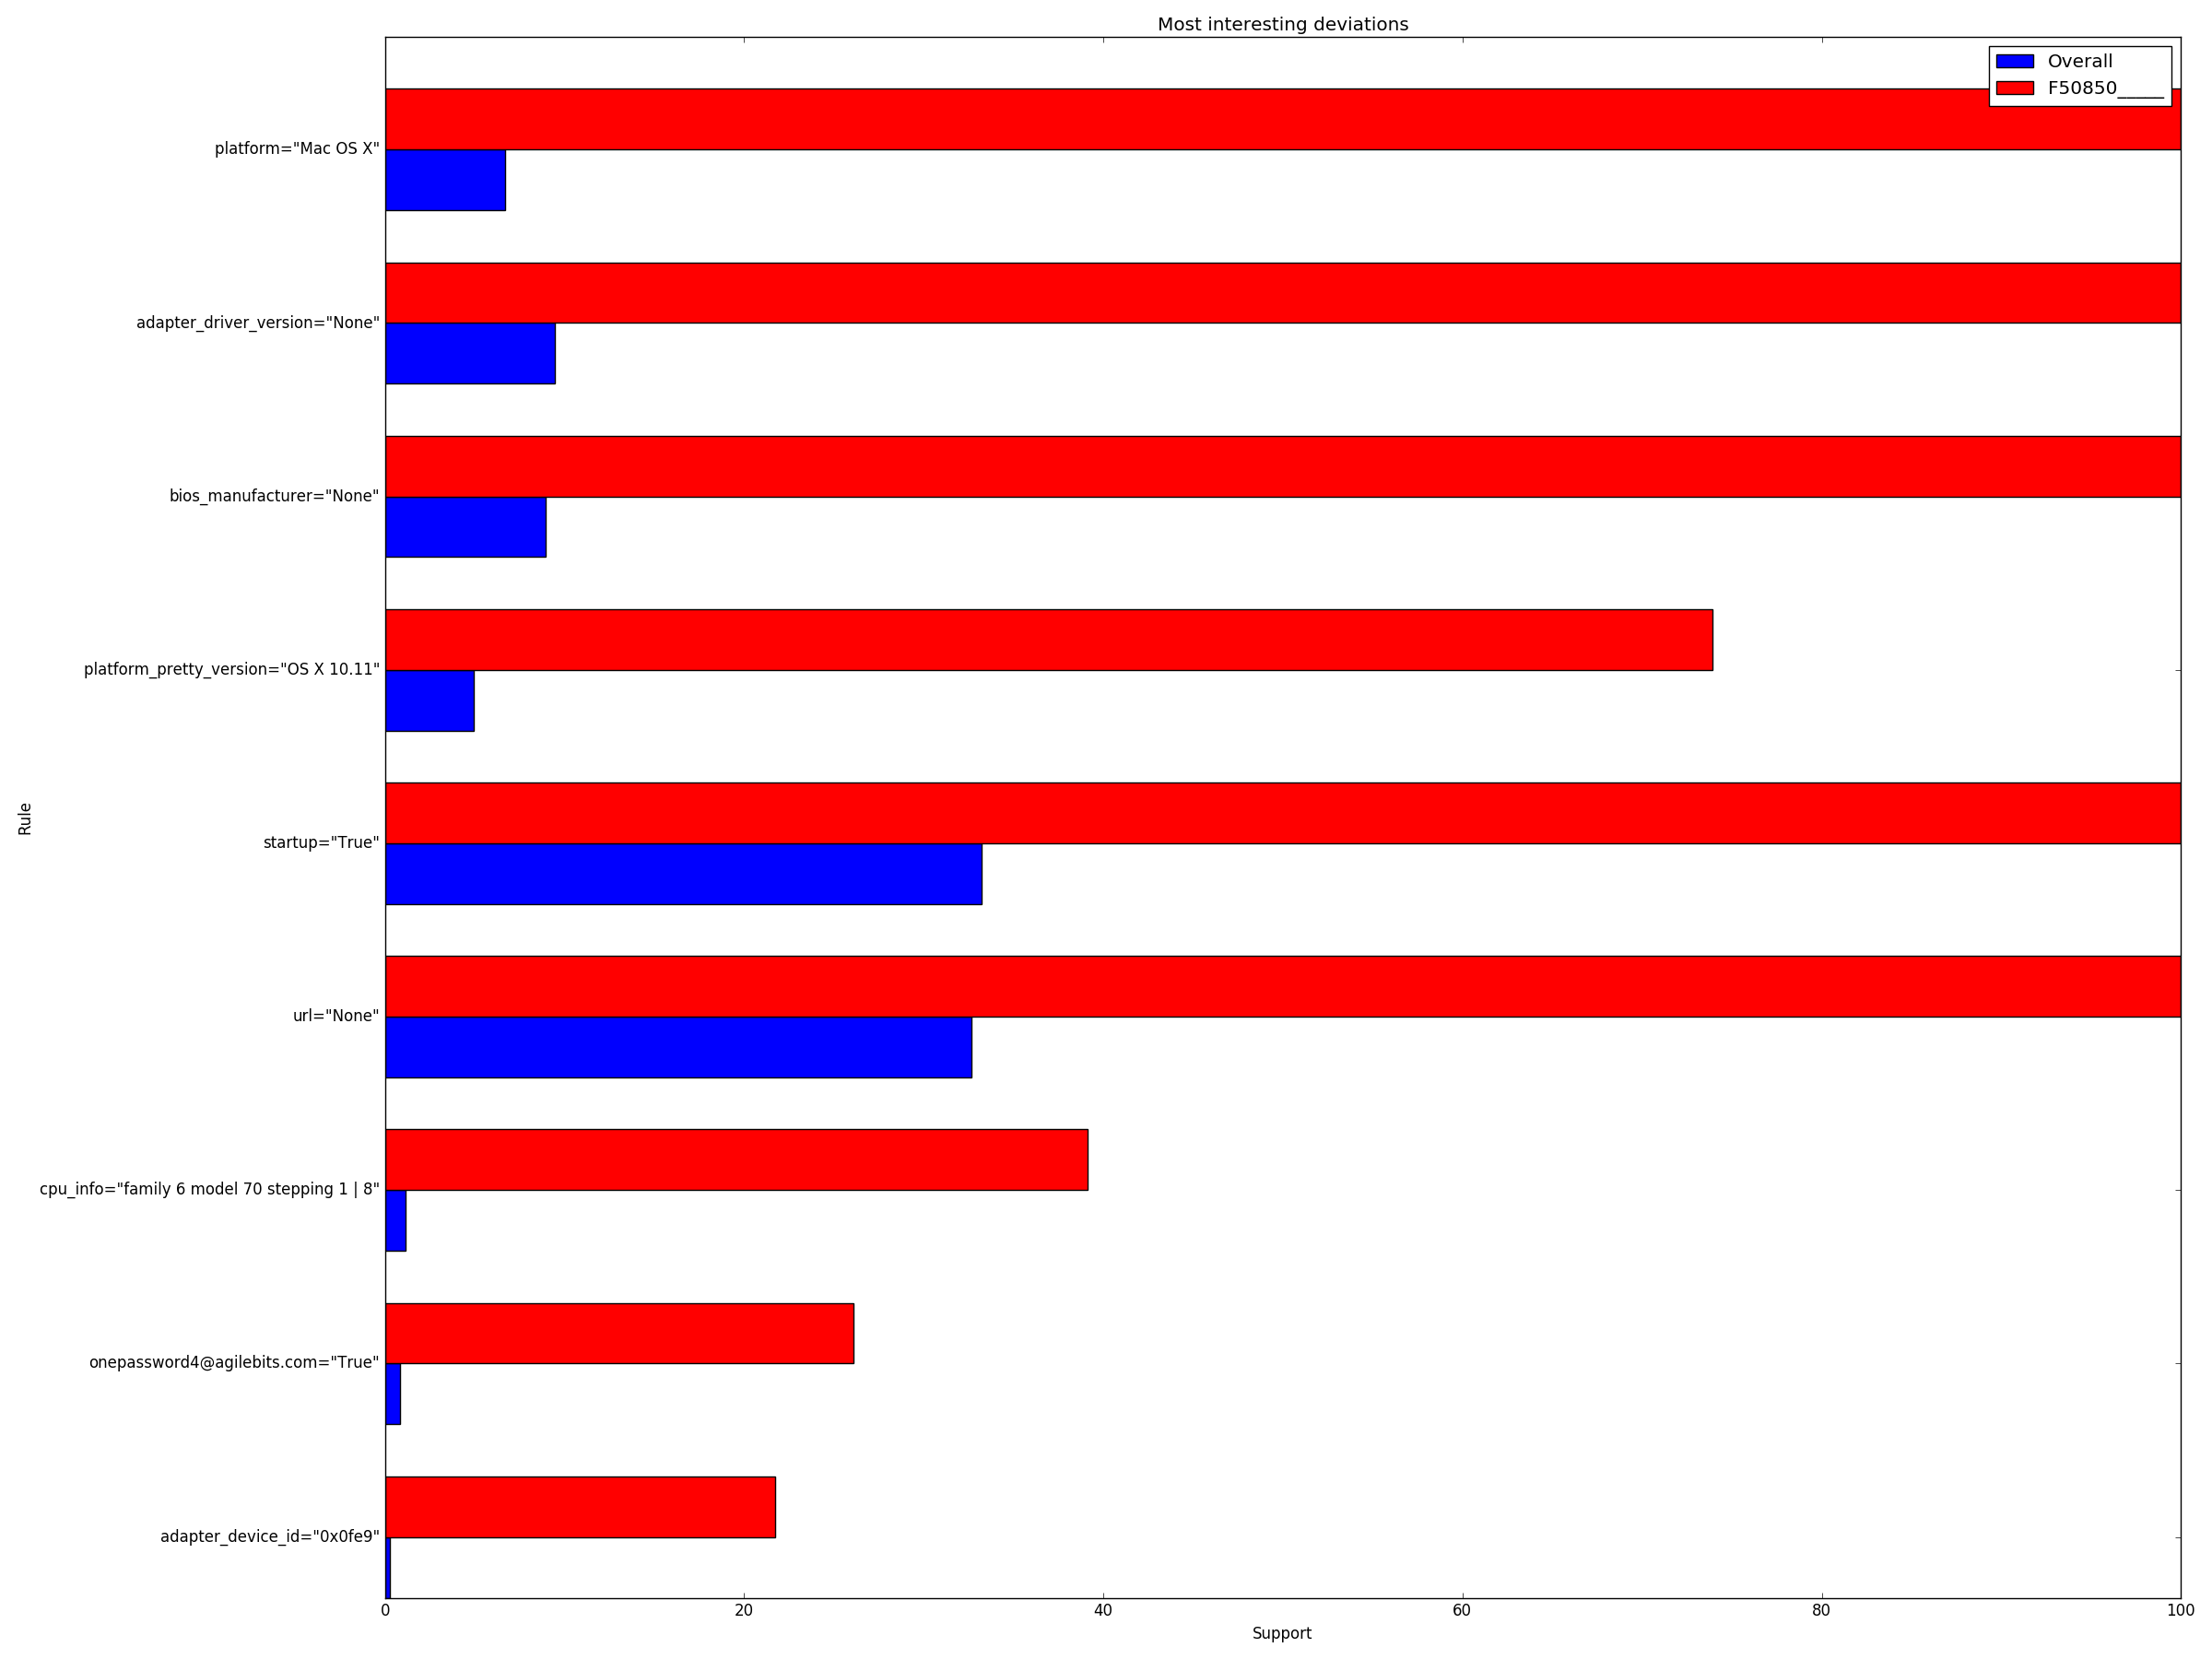 Most interesting deviations
Overall
F50850_____
platform="Mac OS X"
adapter_driver_version="None"
bios_manufacturer="None"
platform_pretty_version="OS X 10.11"
startup="True"
url="None"
cpu_info="family 6 model 70 stepping 1 | 8"
onepassword4@agilebits.com="True"
adapter_device_id="0x0fe9"
Rule
0 20 40 60 80 100
Support